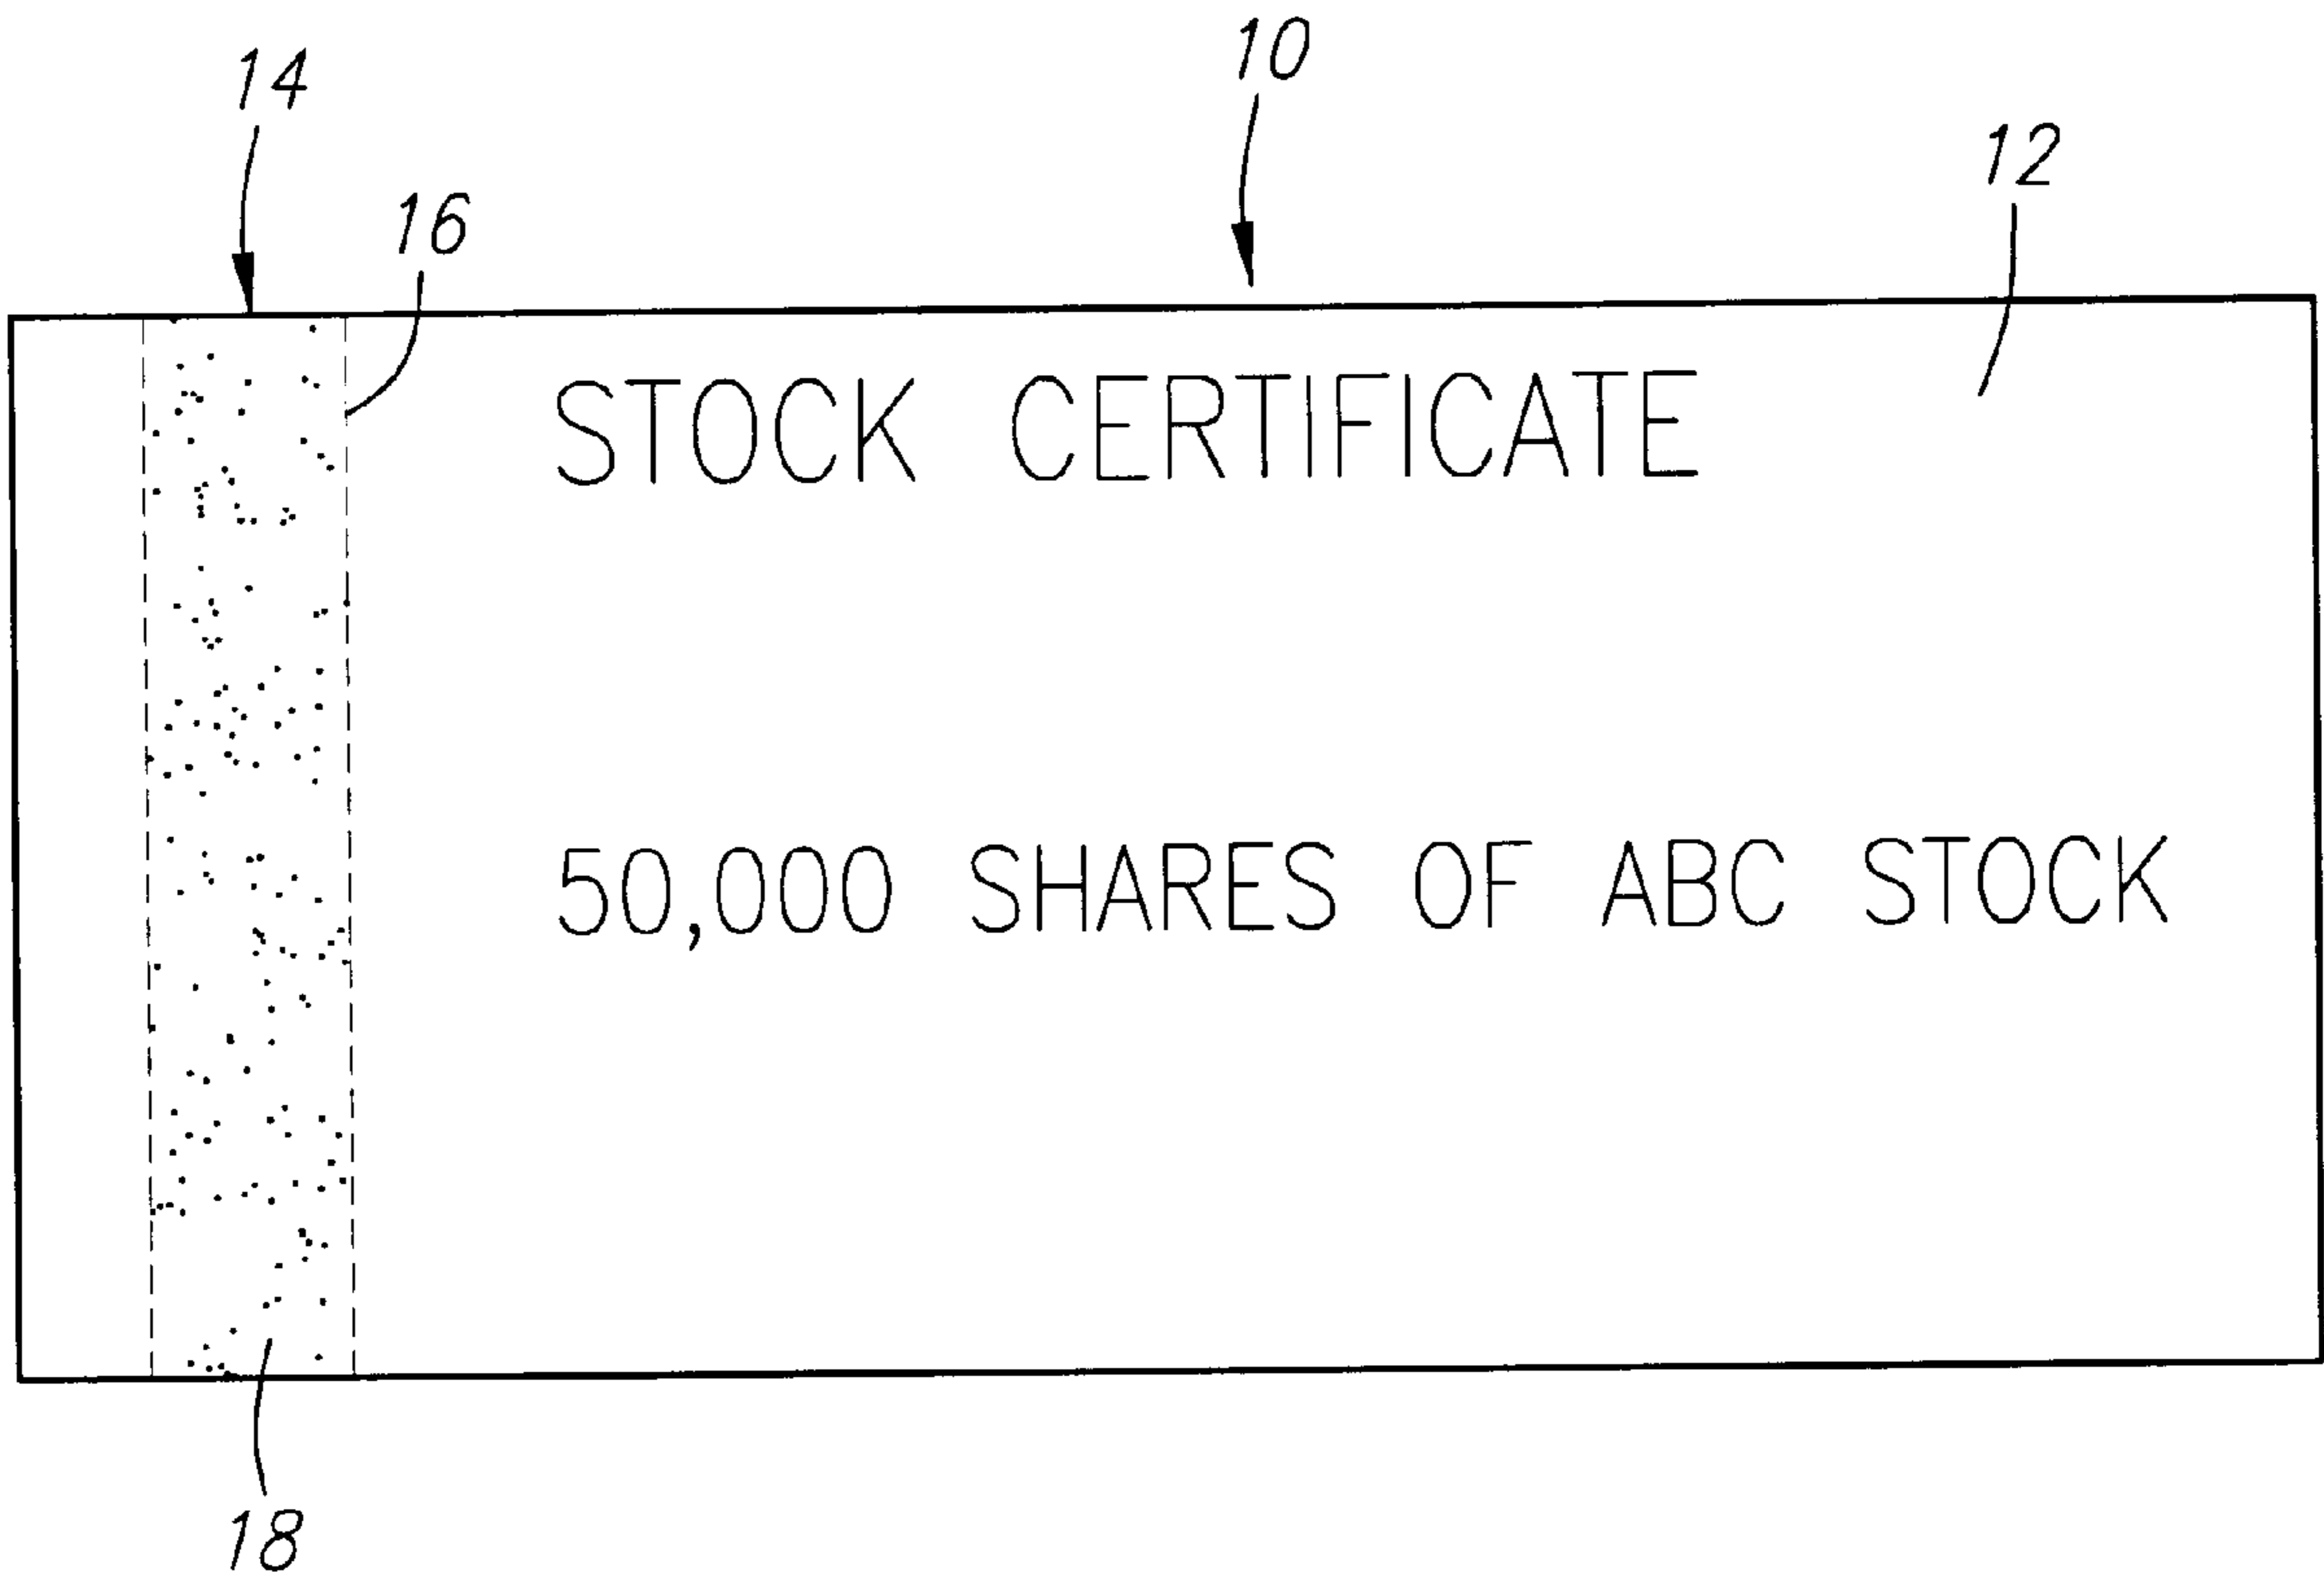 10
14
12
16
STOCK CERTIFICATE
50,000 SHARES OF ABC STOCK
18